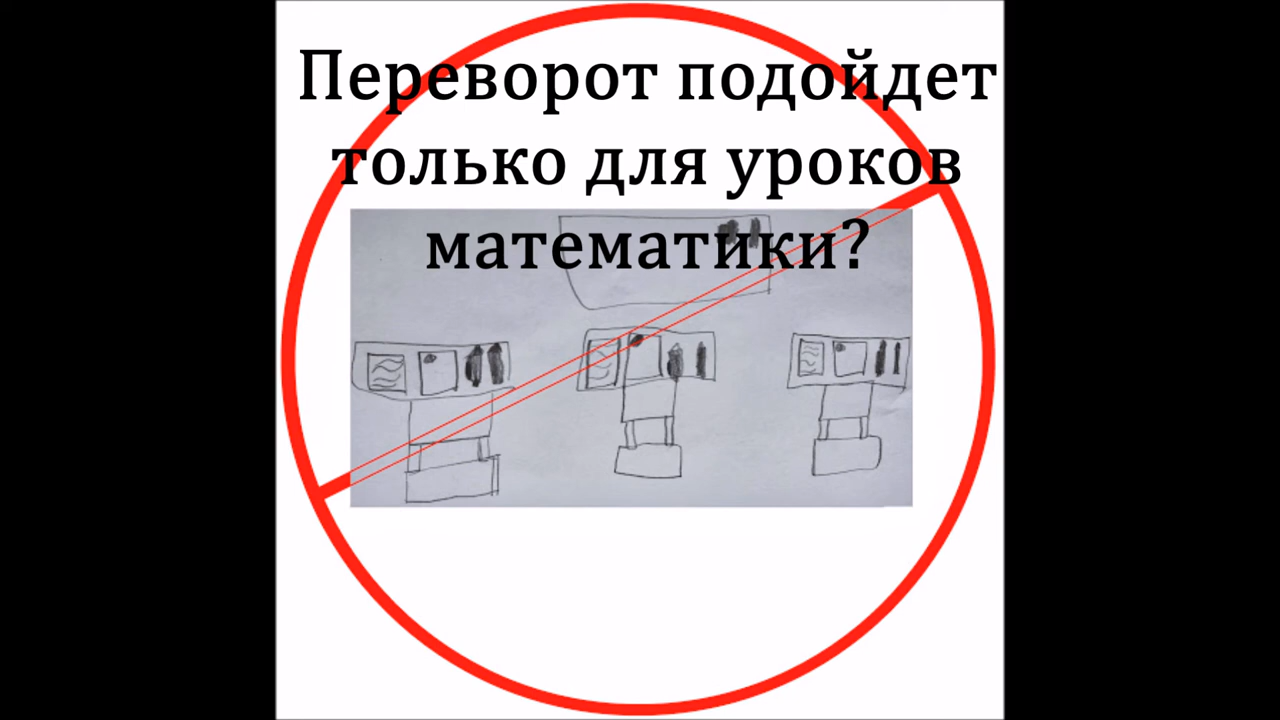 Переворот подойдет
только для уроков
математики?